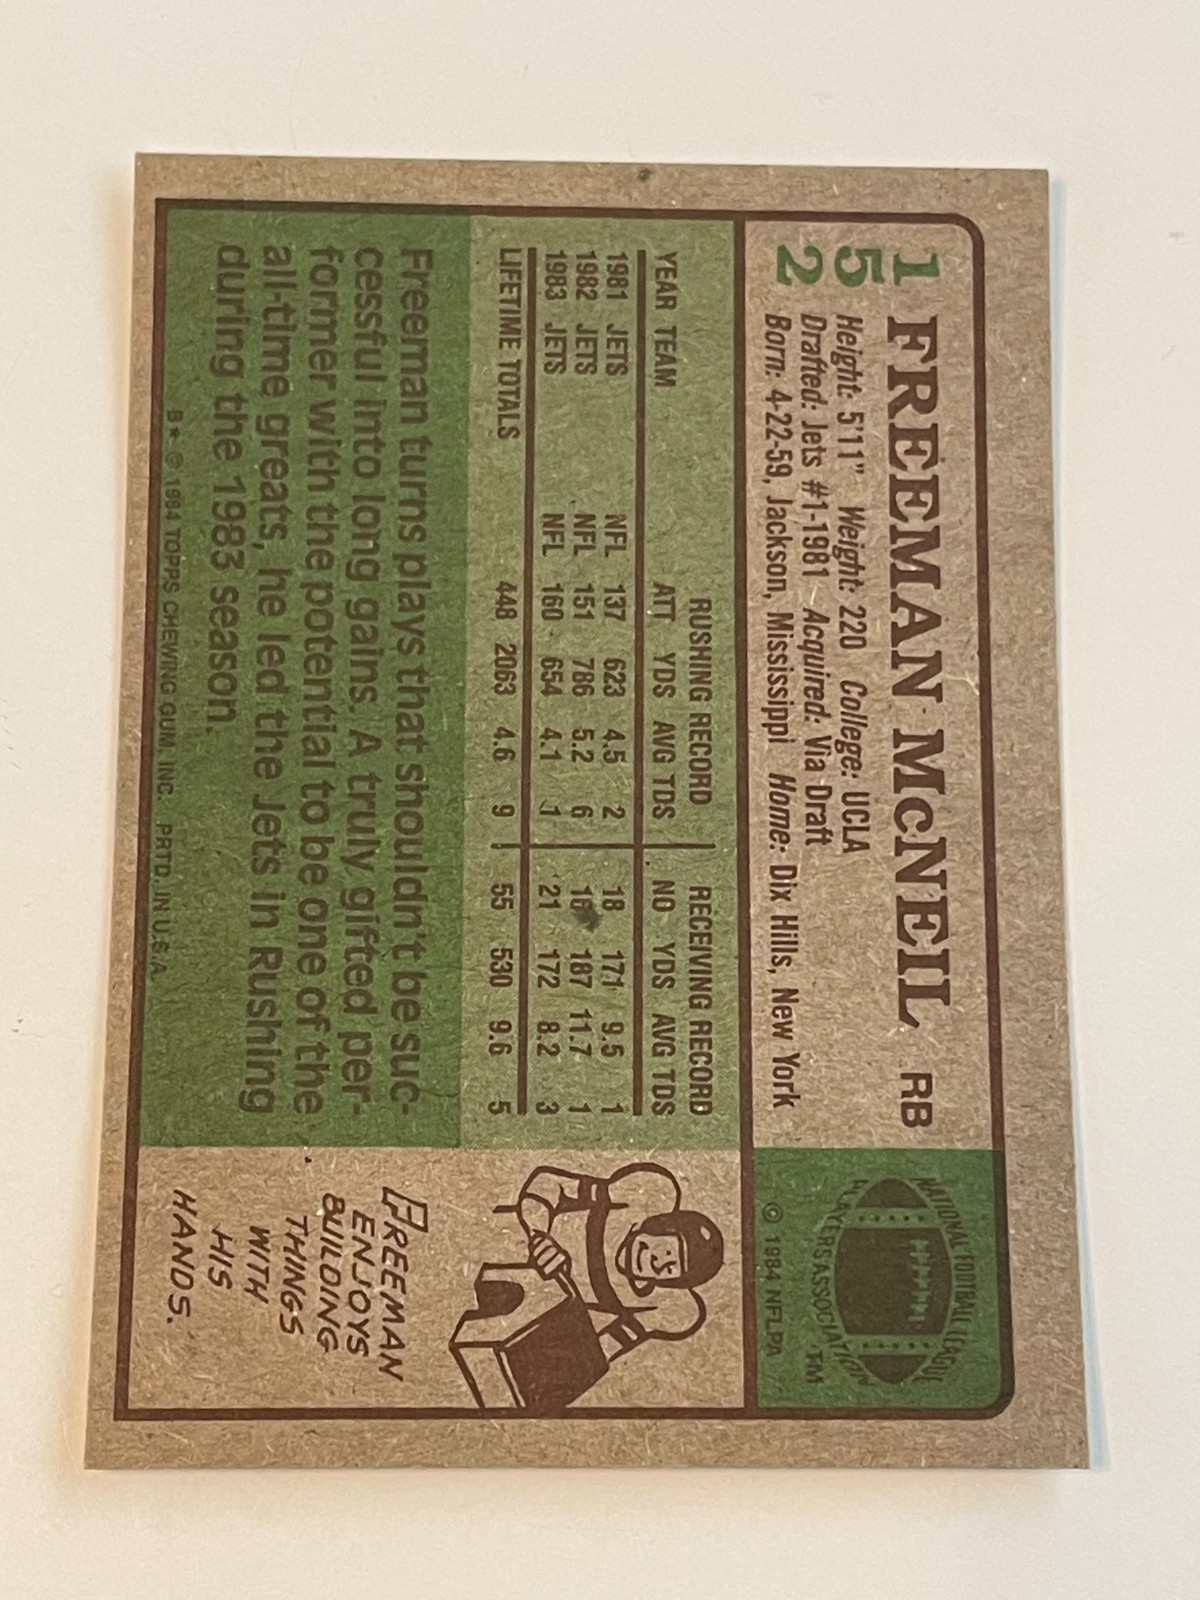 152
FREEMAN McNEIL RB
Height: 5'11" Weight: 220 College: UCLA
Drafted: Jets #1-1981 Acquired: Via Draft
Born: 4-22-59, Jackson, Mississippi Home: Dix Hills, New York
NATIONAL FOOTBALL LEAGUE
PLAYERS ASSOCIATION TM
© 1984 NFLPA
RUSHING RECORD RECEIVING RECORD
YEAR TEAM ATT YDS AVG TDS NO YDS AVG TDS
1981 JETS NFL 137 623 4.5 2 18 171 9.5 1
1982 JETS NFL 151 786 5.2 6 16 187 11.7 1
1983 JETS NFL 160 654 4.1 1 21 172 8.2 3
LIFETIME TOTALS 448 2063 4.6 9 55 530 9.6 5
Freeman turns plays that shouldn't be suc-
cessful into long gains. A truly gifted per-
former with the potential to be one of the
all-time greats, he led the Jets in Rushing
during the 1983 season.
B* © 1984 TOPPS CHEWING GUM, INC. PRTD. IN U.S.A.
FREEMAN
ENJOYS
BUILDING
THINGS
WITH
HIS
HANDS.